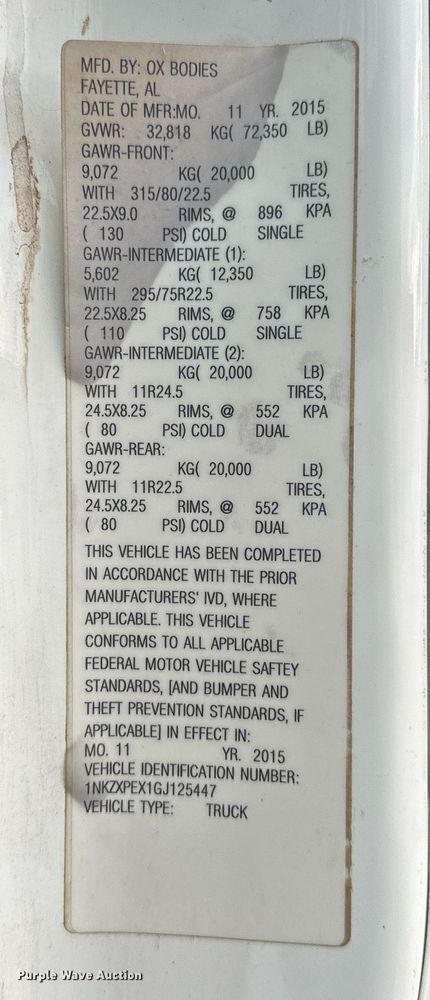 MFD. BY: OX BODIES
FAYETTE, AL
DATE OF MFR:MO. 11 YR. 2015
GVWR: 32,818 KG( 72,350 LB)
GAWR-FRONT:
9,072 KG( 20,000 LB)
WITH 315/80/22.5 TIRES,
22.5X9.0 RIMS, @ 896 KPA
( 130 PSI) COLD SINGLE
GAWR-INTERMEDIATE (1):
5,602 KG( 12,350 LB)
WITH 295/75R22.5 TIRES,
22.5X8.25 RIMS, @ 758 KPA
( 110 PSI) COLD SINGLE
GAWR-INTERMEDIATE (2):
9,072 KG( 20,000 LB)
WITH 11R24.5 TIRES,
24.5X8.25 RIMS, @ 552 KPA
( 80 PSI) COLD DUAL
GAWR-REAR:
9,072 KG( 20,000 LB)
WITH 11R22.5 TIRES,
24.5X8.25 RIMS, @ 552 KPA
( 80 PSI) COLD DUAL
THIS VEHICLE HAS BEEN COMPLETED
IN ACCORDANCE WITH THE PRIOR
MANUFACTURERS' IVD, WHERE
APPLICABLE. THIS VEHICLE
CONFORMS TO ALL APPLICABLE
FEDERAL MOTOR VEHICLE SAFTEY
STANDARDS, [AND BUMPER AND
THEFT PREVENTION STANDARDS, IF
APPLICABLE] IN EFFECT IN:
MO. 11 YR. 2015
VEHICLE IDENTIFICATION NUMBER:
1NKZXPEX1GJ125447
VEHICLE TYPE: TRUCK
Purple Wave Auction